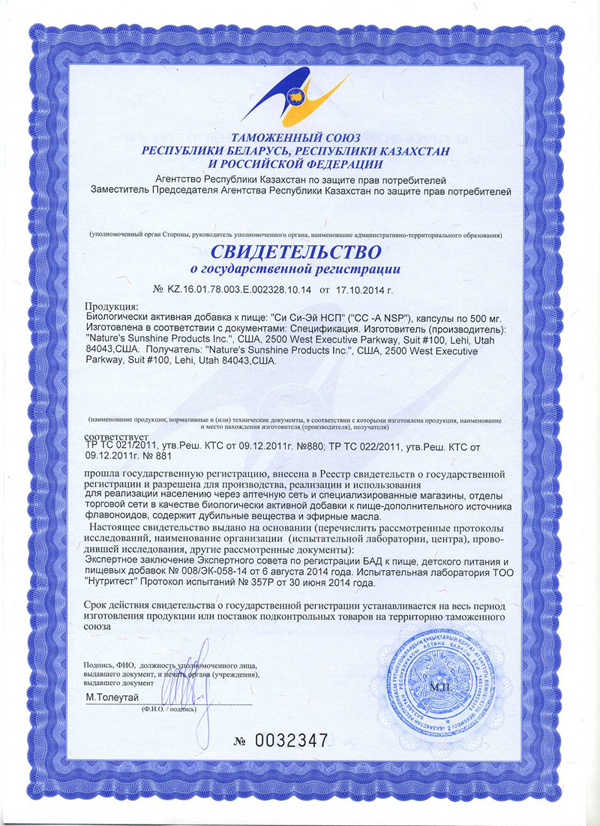 ТАМОЖЕННЫЙ СОЮЗ
РЕСПУБЛИКИ БЕЛАРУСЬ, РЕСПУБЛИКИ КАЗАХСТАН
И РОССИЙСКОЙ ФЕДЕРАЦИИ
Агентство Республики Казахстан по защите прав потребителей
Заместитель Председателя Агентства Республики Казахстан по защите прав потребителей
(уполномоченный орган Стороны, руководитель уполномоченного органа, наименование административно-территориального образования)
СВИДЕТЕЛЬСТВО
о государственной регистрации
№ KZ.16.01.78.003.E.002328.10.14 от 17.10.2014 г.
Продукция:
Биологически активная добавка к пище: "Си Си-Эй НСП" ("CC -A NSP"), капсулы по 500 мг.
Изготовлена в соответствии с документами: Спецификация. Изготовитель (производитель):
"Nature's Sunshine Products Inc.", США, 2500 West Executive Parkway, Suit #100, Lehi, Utah
84043,США. Получатель: "Nature's Sunshine Products Inc.", США, 2500 West Executive
Parkway, Suit #100, Lehi, Utah 84043,США.
(наименование продукции, нормативные и (или) технические документы, в соответствии с которыми изготовлена продукция, наименование
и место нахождения изготовителя (производителя), получателя)
соответствует
ТР ТС 021/2011, утв.Реш. КТС от 09.12.2011г. №880; ТР ТС 022/2011, утв.Реш. КТС от
09.12.2011г. № 881
прошла государственную регистрацию, внесена в Реестр свидетельств о государственной
регистрации и разрешена для производства, реализации и использования
для реализации населению через аптечную сеть и специализированные магазины, отделы
торговой сети в качестве биологически активной добавки к пище-дополнительного источника
флавоноидов, содержит дубильные вещества и эфирные масла.
Настоящее свидетельство выдано на основании (перечислить рассмотренные протоколы
исследований, наименование организации (испытательной лаборатории, центра), прово-
дившей исследования, другие рассмотренные документы):
Экспертное заключение Экспертного совета по регистрации БАД к пище, детского питания и
пищевых добавок № 008/ЭК-058-14 от 6 августа 2014 года. Испытательная лаборатория ТОО
"Нутритест" Протокол испытаний № 357Р от 30 июня 2014 года.
Срок действия свидетельства о государственной регистрации устанавливается на весь период
изготовления продукции или поставок подконтрольных товаров на территорию таможенного
союза
Подпись, ФИО, должность уполномоченного лица,
выдавшего документ, и печать органа (учреждения),
выдавшего документ
М.Толеутай
(Ф.И.О. / подпись)
М.П.
№ 0032347